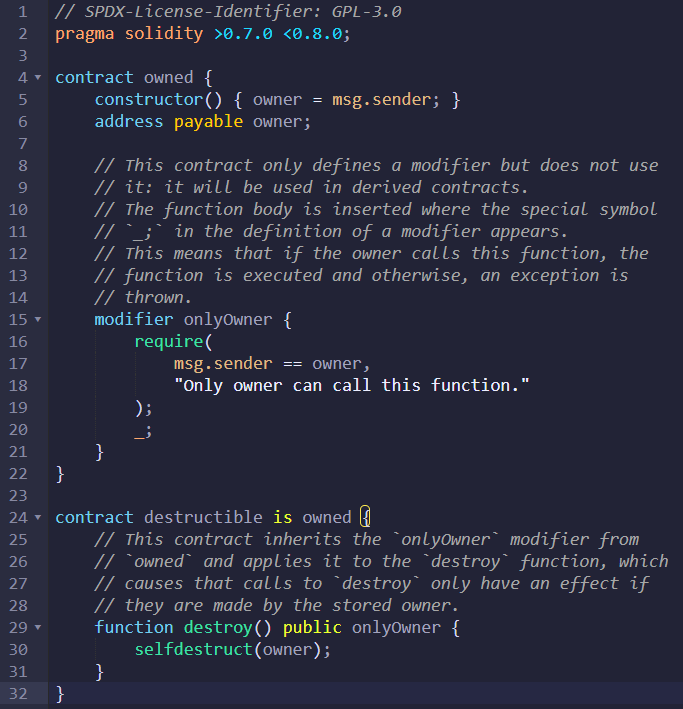 1 // SPDX-License-Identifier: GPL-3.0
2 pragma solidity >0.7.0 <0.8.0;
3
4 contract owned {
5     constructor() { owner = msg.sender; }
6     address payable owner;
7
8     // This contract only defines a modifier but does not use
9     // it: it will be used in derived contracts.
10     // The function body is inserted where the special symbol
11     // `_;` in the definition of a modifier appears.
12     // This means that if the owner calls this function, the
13     // function is executed and otherwise, an exception is
14     // thrown.
15     modifier onlyOwner {
16         require(
17             msg.sender == owner,
18             "Only owner can call this function."
19         );
20         _;
21     }
22 }
23
24 contract destructible is owned {
25     // This contract inherits the `onlyOwner` modifier from
26     // `owned` and applies it to the `destroy` function, which
27     // causes that calls to `destroy` only have an effect if
28     // they are made by the stored owner.
29     function destroy() public onlyOwner {
30         selfdestruct(owner);
31     }
32 }